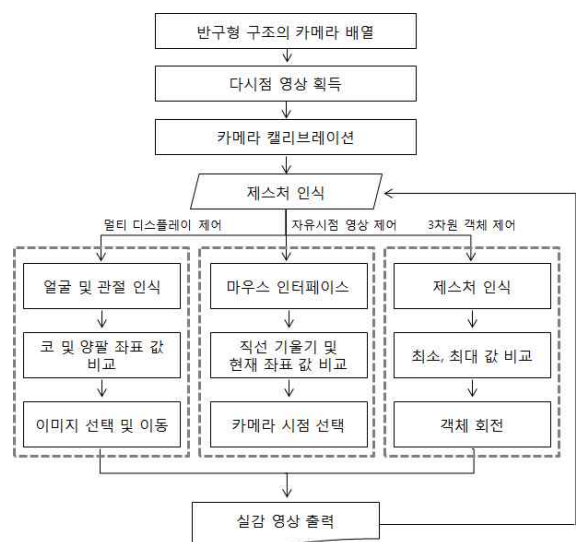 반구형 구조의 카메라 배열
다시점 영상 획득
카메라 캘리브레이션
제스처 인식
멀티 디스플레이 제어
자유시점 영상 제어
3차원 객체 제어
얼굴 및 관절 인식
코 및 양팔 좌표 값
비교
이미지 선택 및 이동
마우스 인터페이스
직선 기울기 및
현재 좌표 값 비교
카메라 시점 선택
제스처 인식
최소, 최대 값 비교
객체 회전
실감 영상 출력